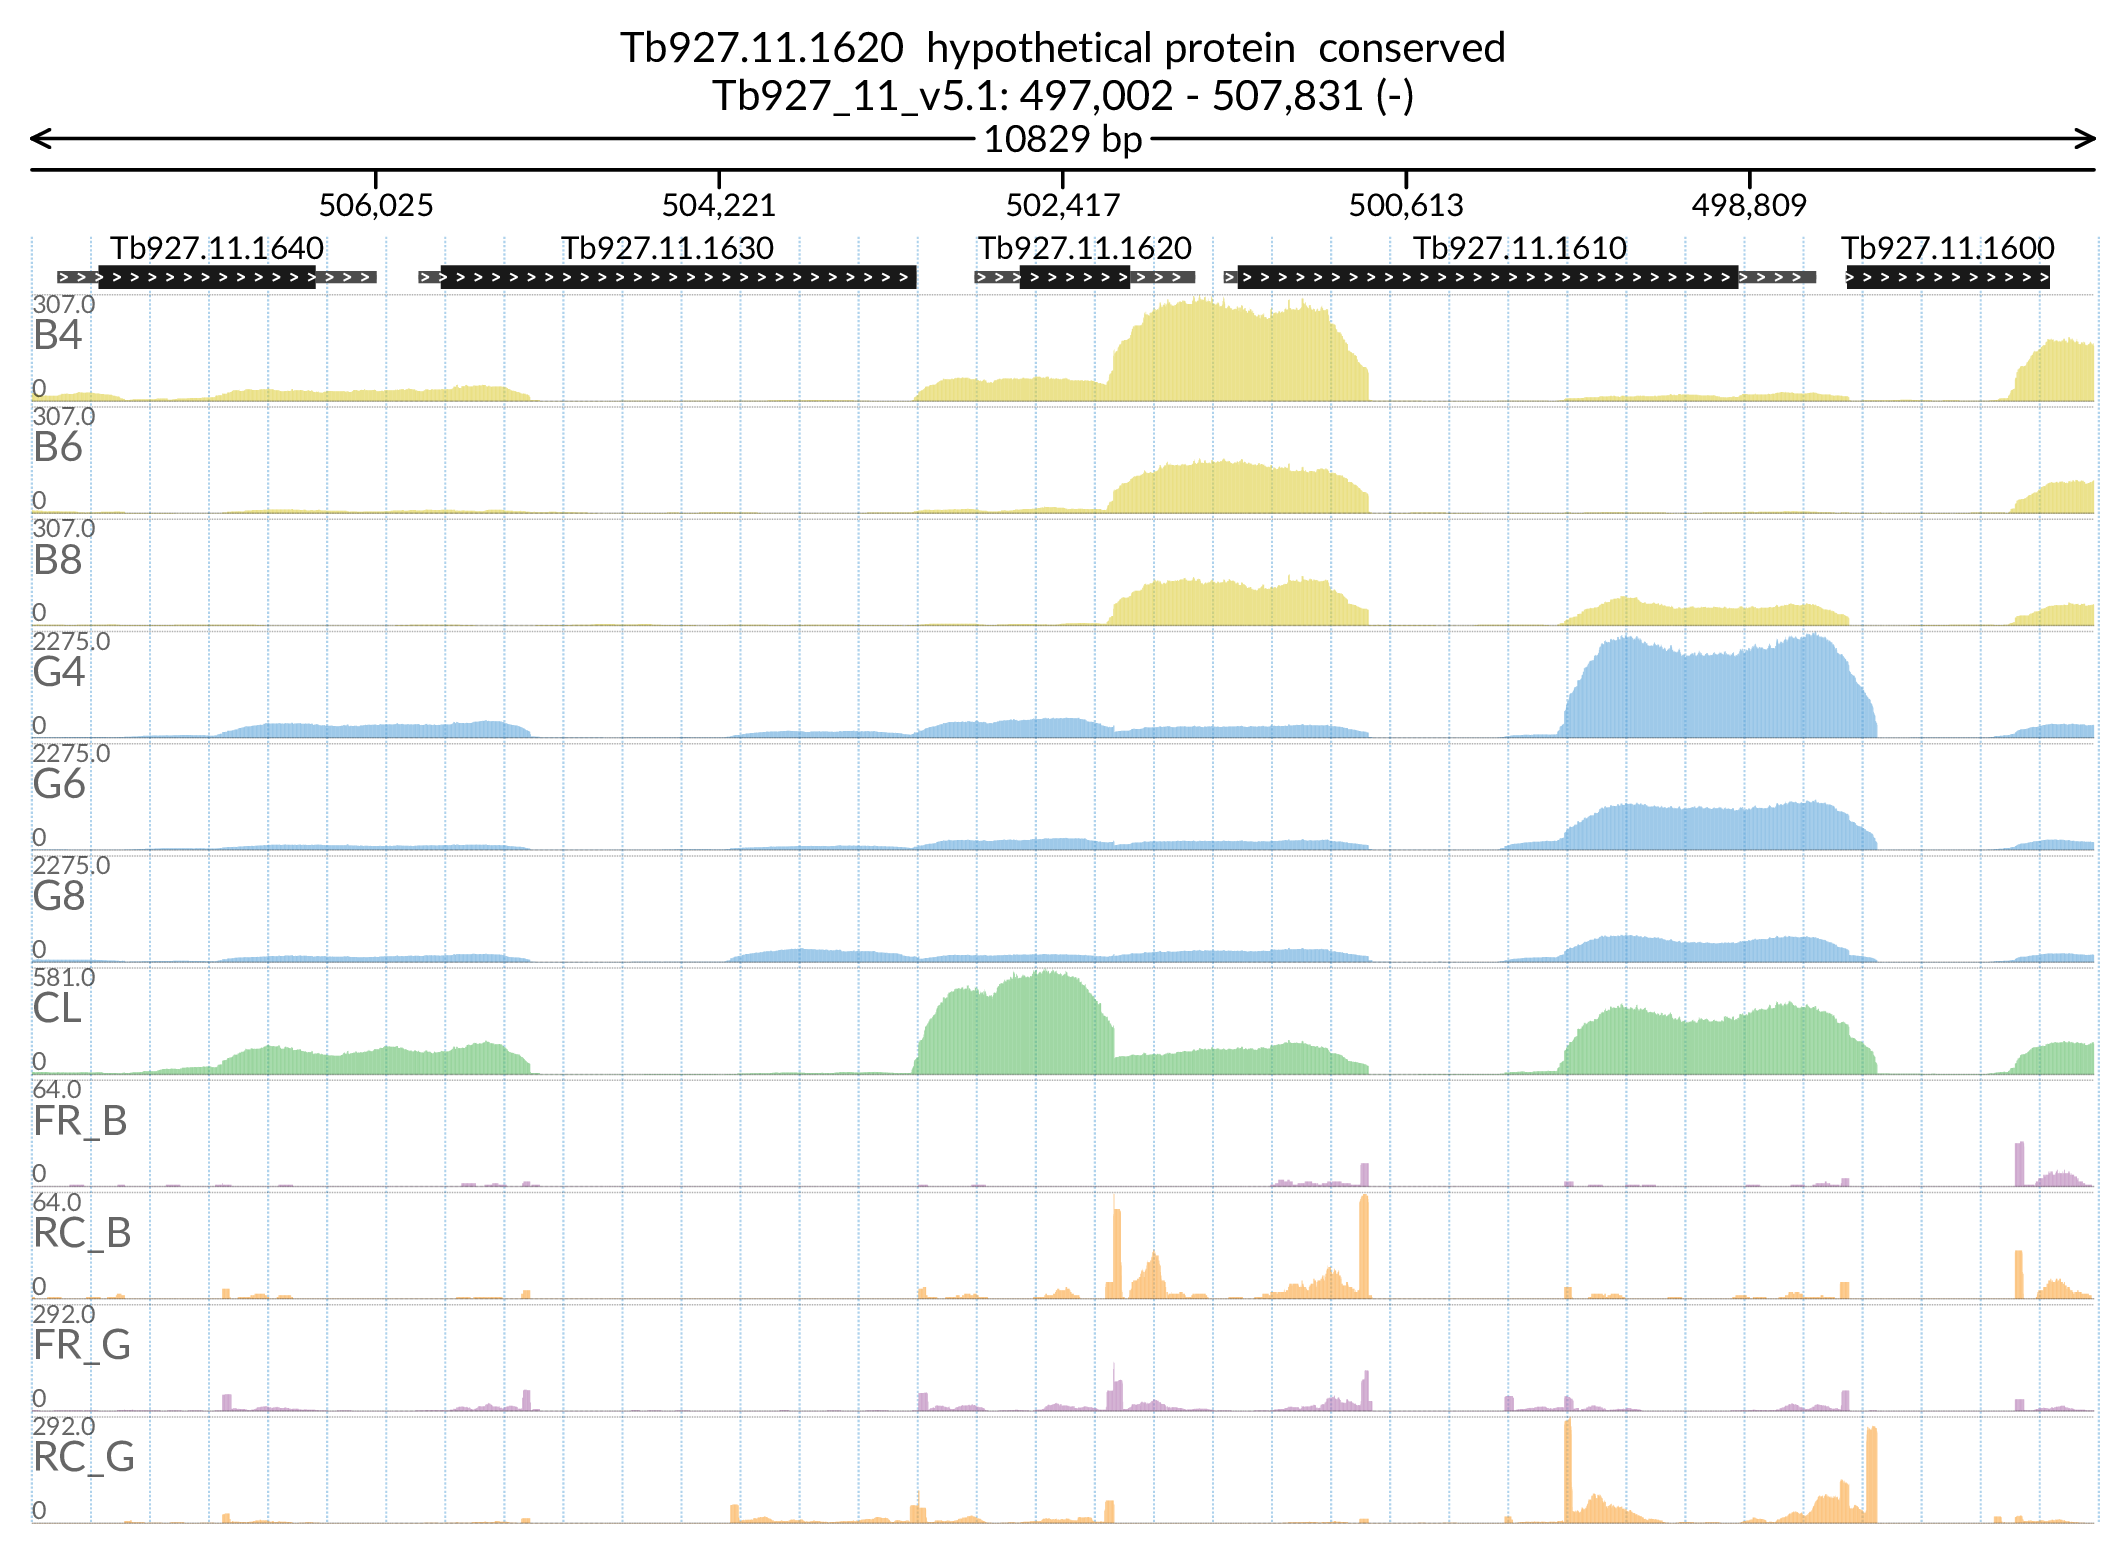 Tb927.11.1620  hypothetical protein  conserved
Tb927_11_v5.1: 497,002 - 507,831 (-)
10829 bp
506,025 504,221 502,417 500,613 498,809
Tb927.11.1640 Tb927.11.1630 Tb927.11.1620 Tb927.11.1610 Tb927.11.1600
307.0
B4
0
307.0
B6
0
307.0
B8
0
2275.0
G4
0
2275.0
G6
0
2275.0
G8
0
581.0
CL
0
64.0
FR_B
0
64.0
RC_B
0
292.0
FR_G
0
292.0
RC_G
0